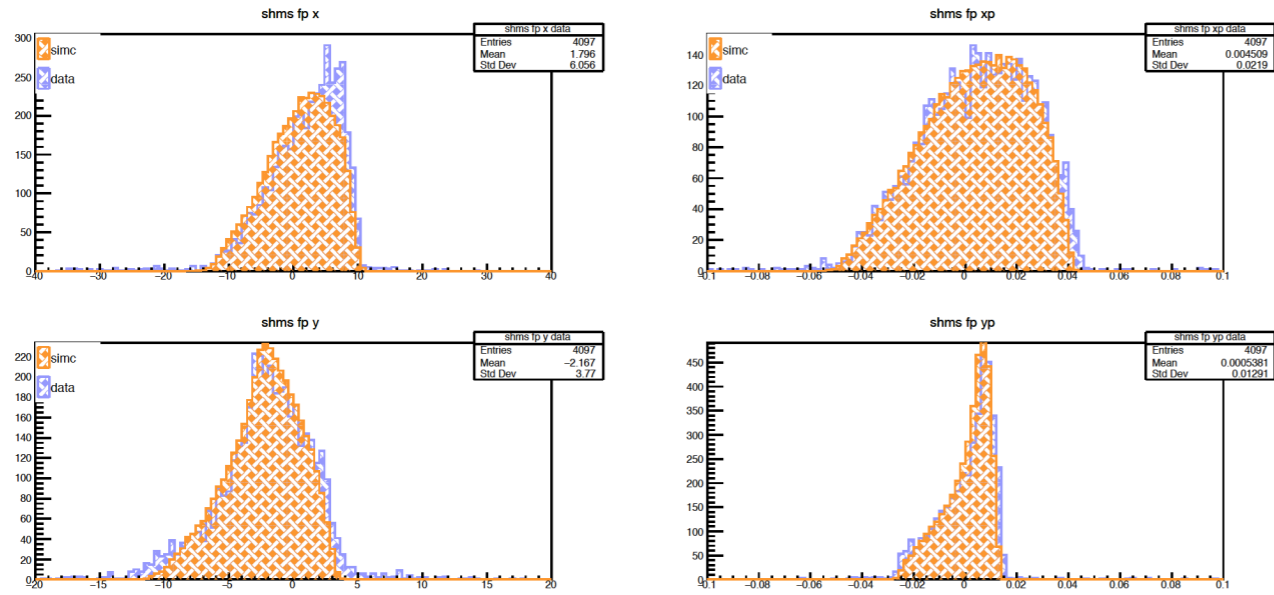 shms fp x
shms fp x data
Entries 4097
Mean 1.796
Std Dev 6.056
simc
data
300
250
200
150
100
50
0
−40 −30 −20 −10 0 10 20 30 40
shms fp xp
shms fp xp data
Entries 4097
Mean 0.004509
Std Dev 0.0219
simc
data
140
120
100
80
60
40
20
0
−0.1 −0.08 −0.06 −0.04 −0.02 0 0.02 0.04 0.06 0.08 0.1
shms fp y
shms fp y data
Entries 4097
Mean −2.167
Std Dev 3.77
simc
data
220
200
180
160
140
120
100
80
60
40
20
0
−20 −15 −10 −5 0 5 10 15 20
shms fp yp
shms fp yp data
Entries 4097
Mean 0.0005381
Std Dev 0.01291
simc
data
450
400
350
300
250
200
150
100
50
0
−0.1 −0.08 −0.06 −0.04 −0.02 0 0.02 0.04 0.06 0.08 0.1